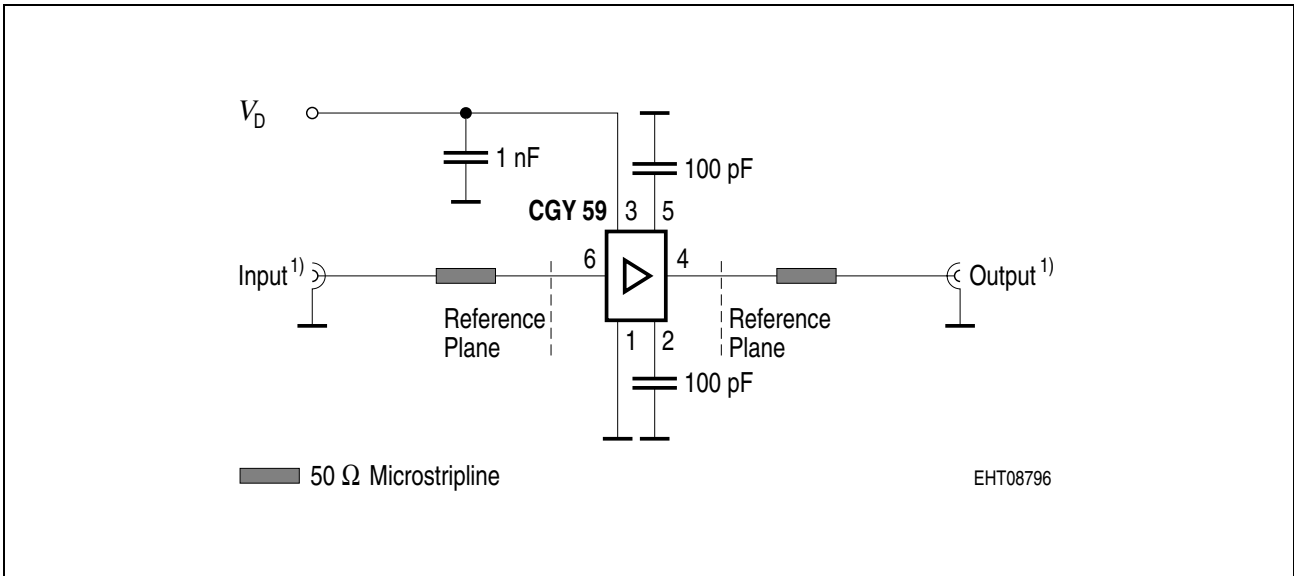 VD
1 nF
100 pF
CGY 59
3
5
6
4
Input 1)
Output 1)
Reference
Plane
Reference
Plane
1
2
100 pF
50 Ω Microstripline
EHT08796